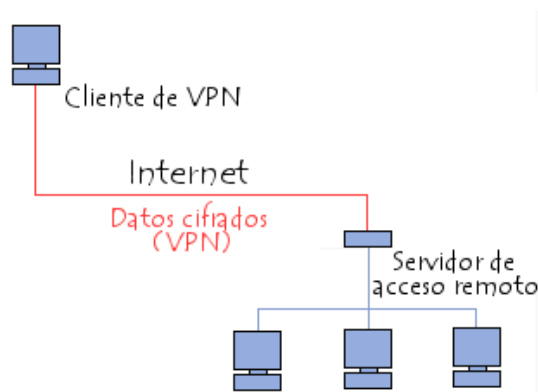 Cliente de VPN
Internet
Datos cifrados
(VPN)
Servidor de
acceso remoto